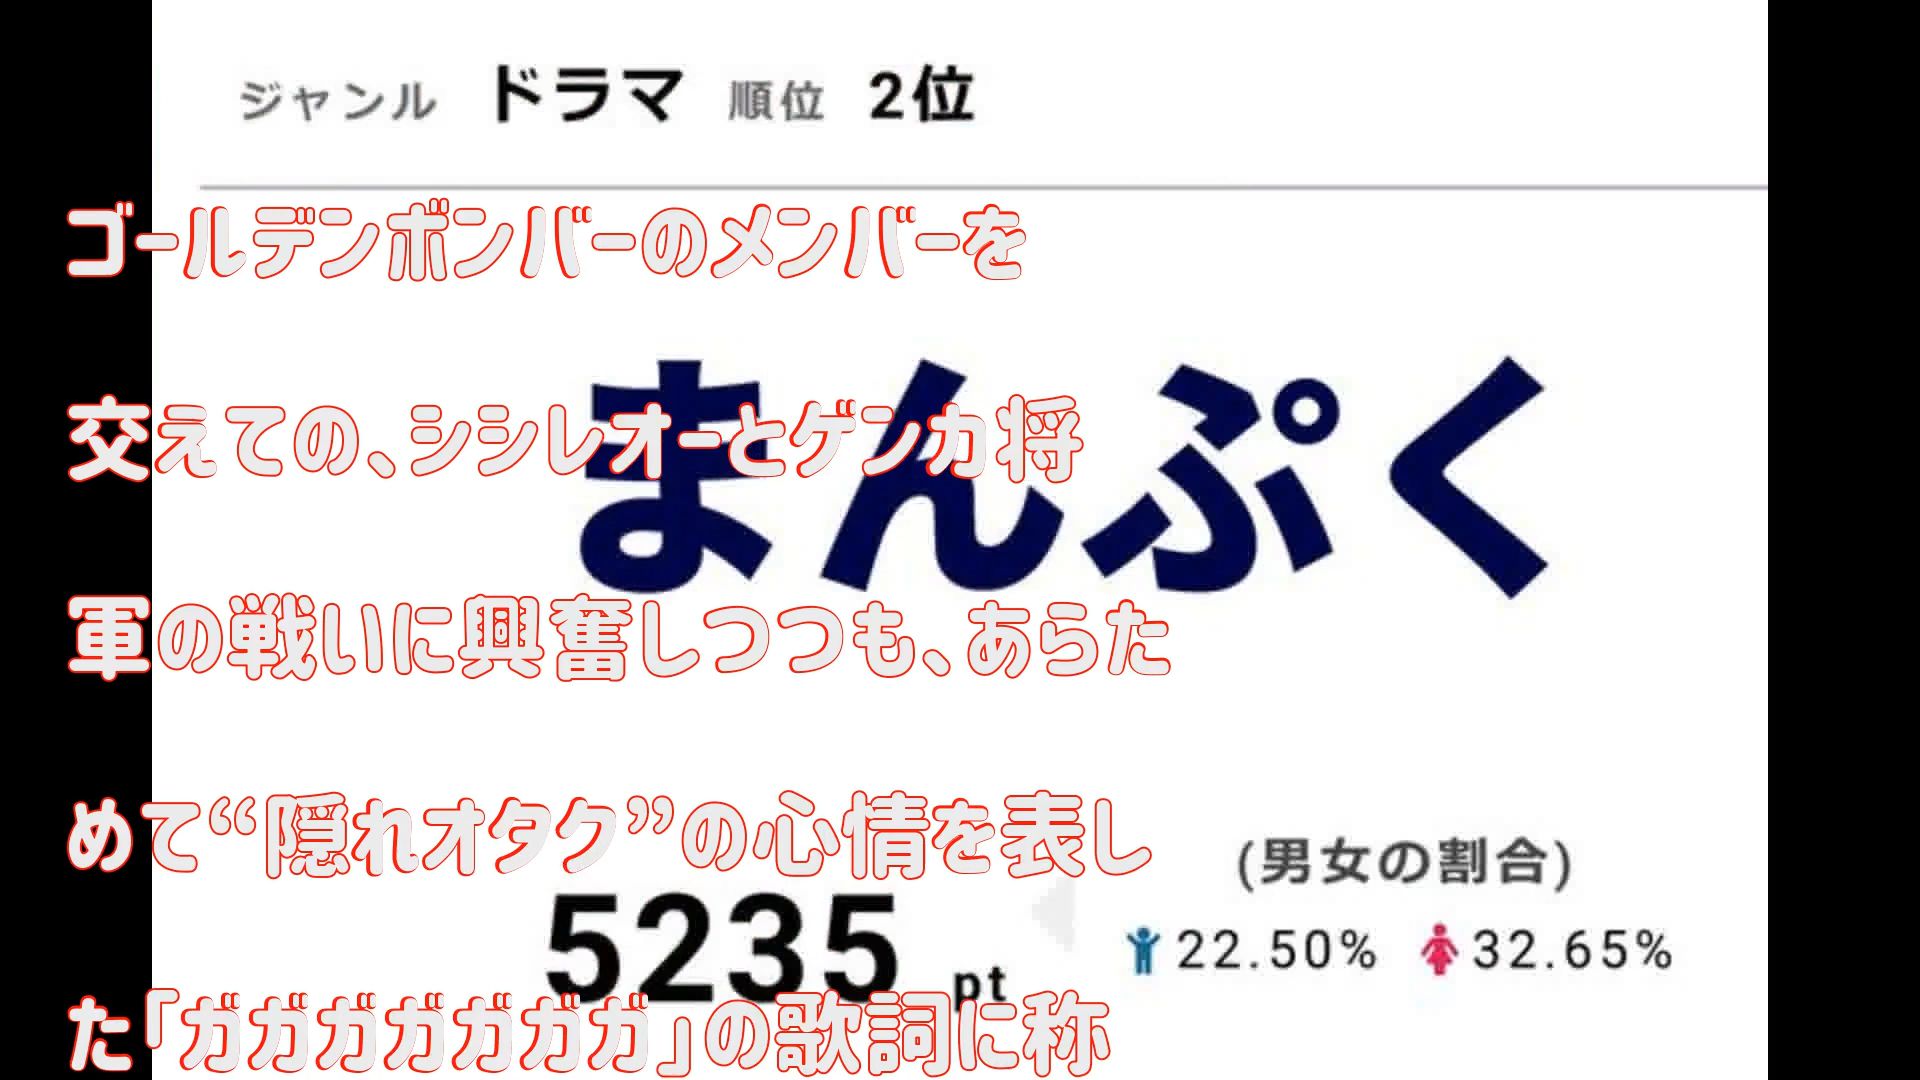 ジャンル ドラマ 順位 2位
ゴールデンボンバーのメンバーを
まんぷく
交えての、シシレオーとゲンカ将
軍の戦いに興奮しつつも、あらた
めて“隠れオタク”の心情を表し
(男女の割合)
5235 pt 22.50% 32.65%
た「ガガガガガガガ」の歌詞に称